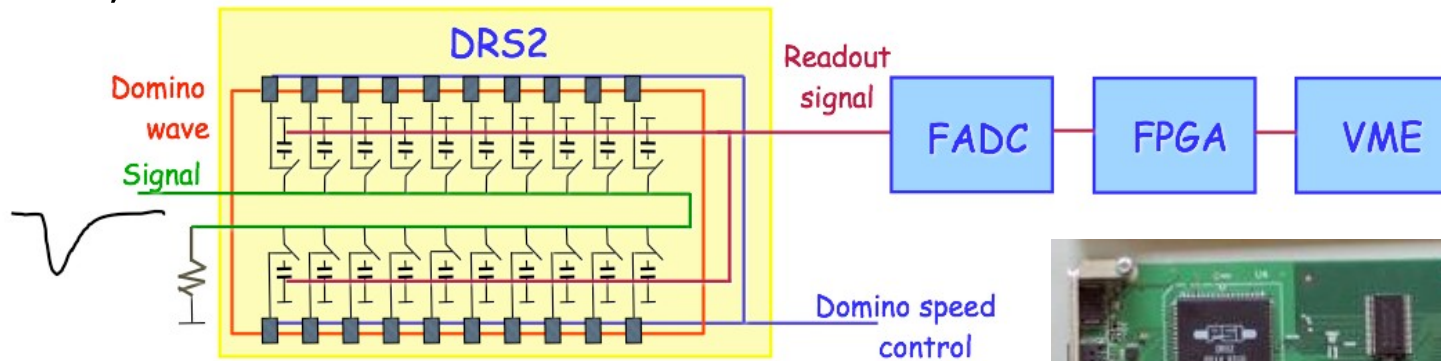 DRS2
Domino
wave
Signal
Readout
signal
FADC
FPGA
VME
Domino speed
control